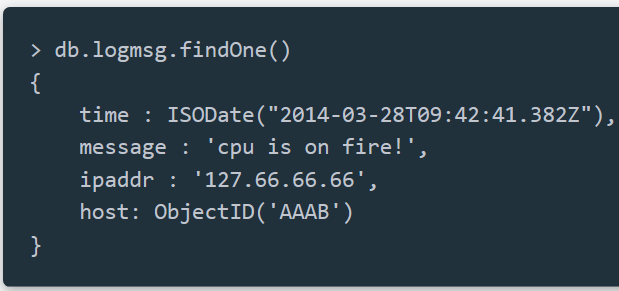 > db.logmsg.findOne()
{
time : ISODate("2014-03-28T09:42:41.382Z"),
message : 'cpu is on fire!',
ipaddr : '127.66.66.66',
host: ObjectID('AAAB')
}